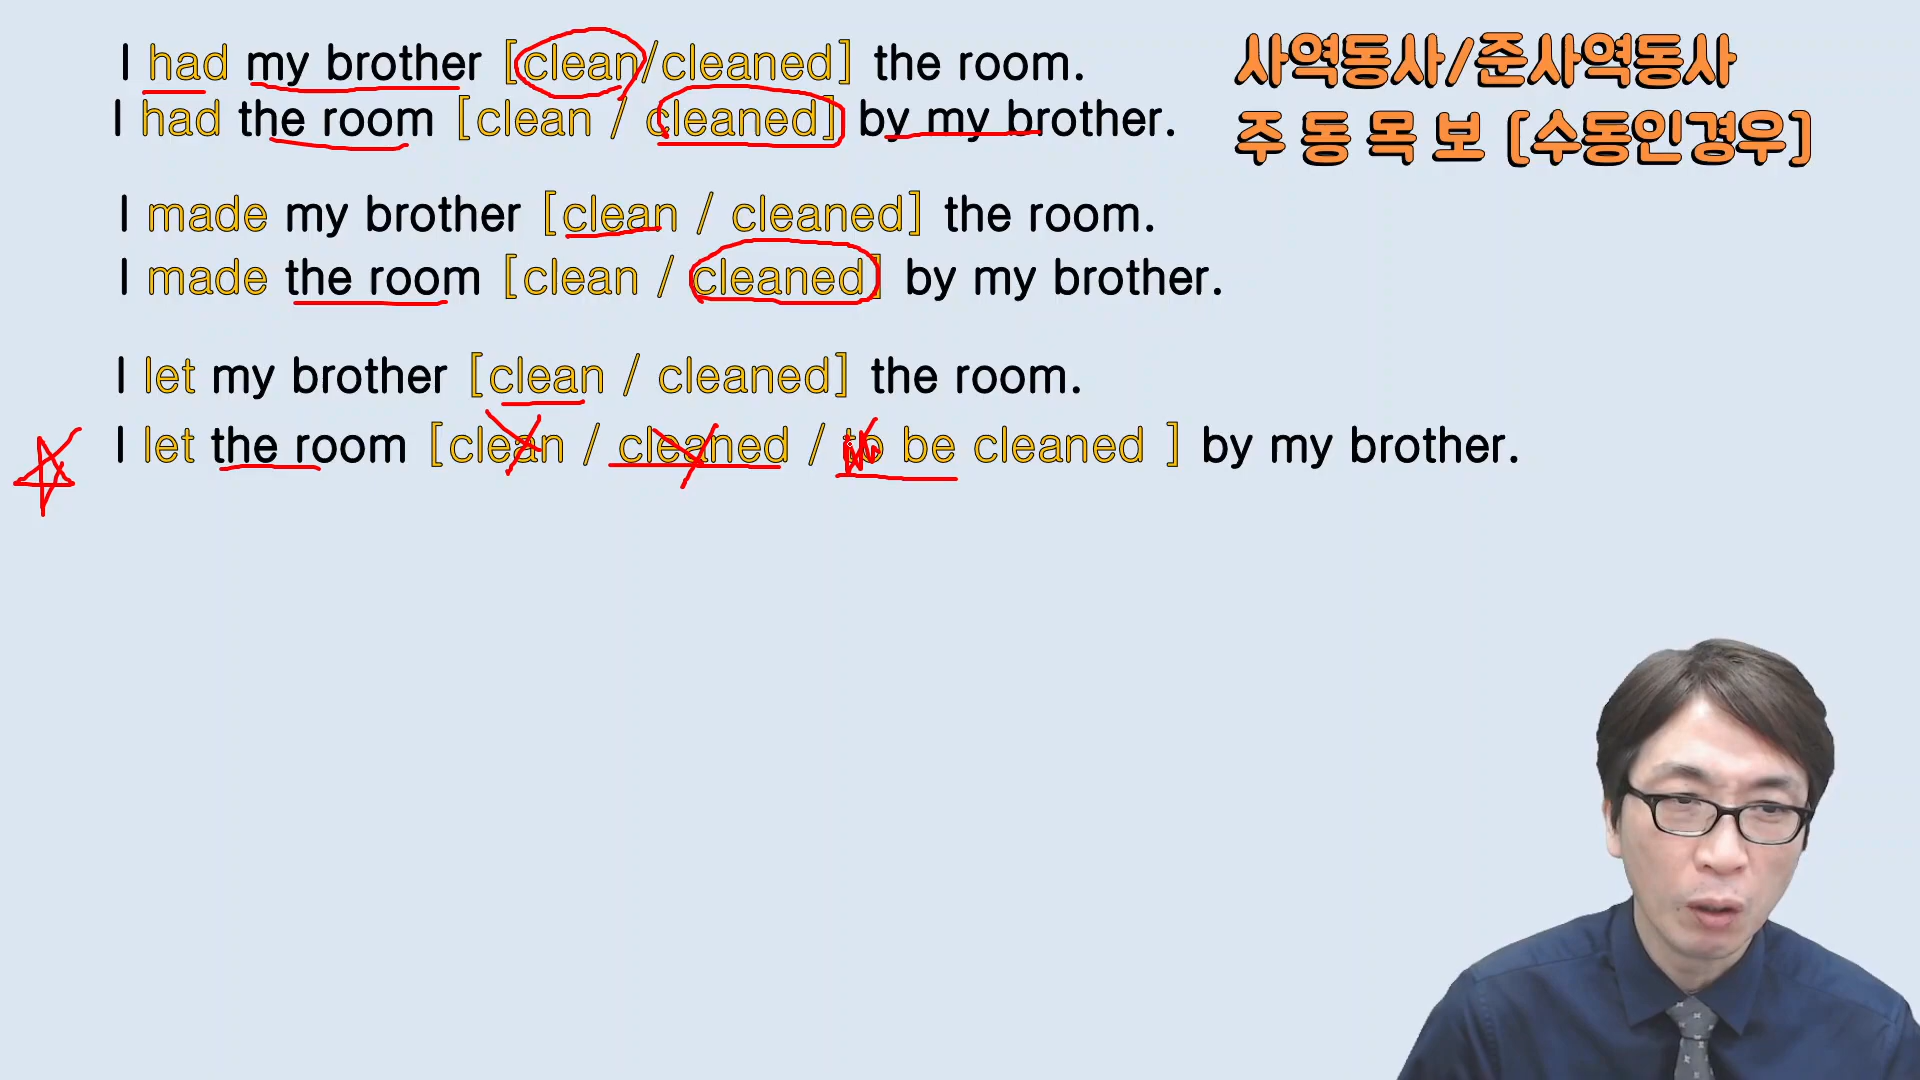 I had my brother [clean/cleaned] the room.
I had the room [clean / cleaned] by my brother.
I made my brother [clean / cleaned] the room.
I made the room [clean / cleaned] by my brother.
I let my brother [clean / cleaned] the room.
I let the room [clean / cleaned / to be cleaned ] by my brother.
사역동사/준사역동사
주 동 목 보 [수동인경우]